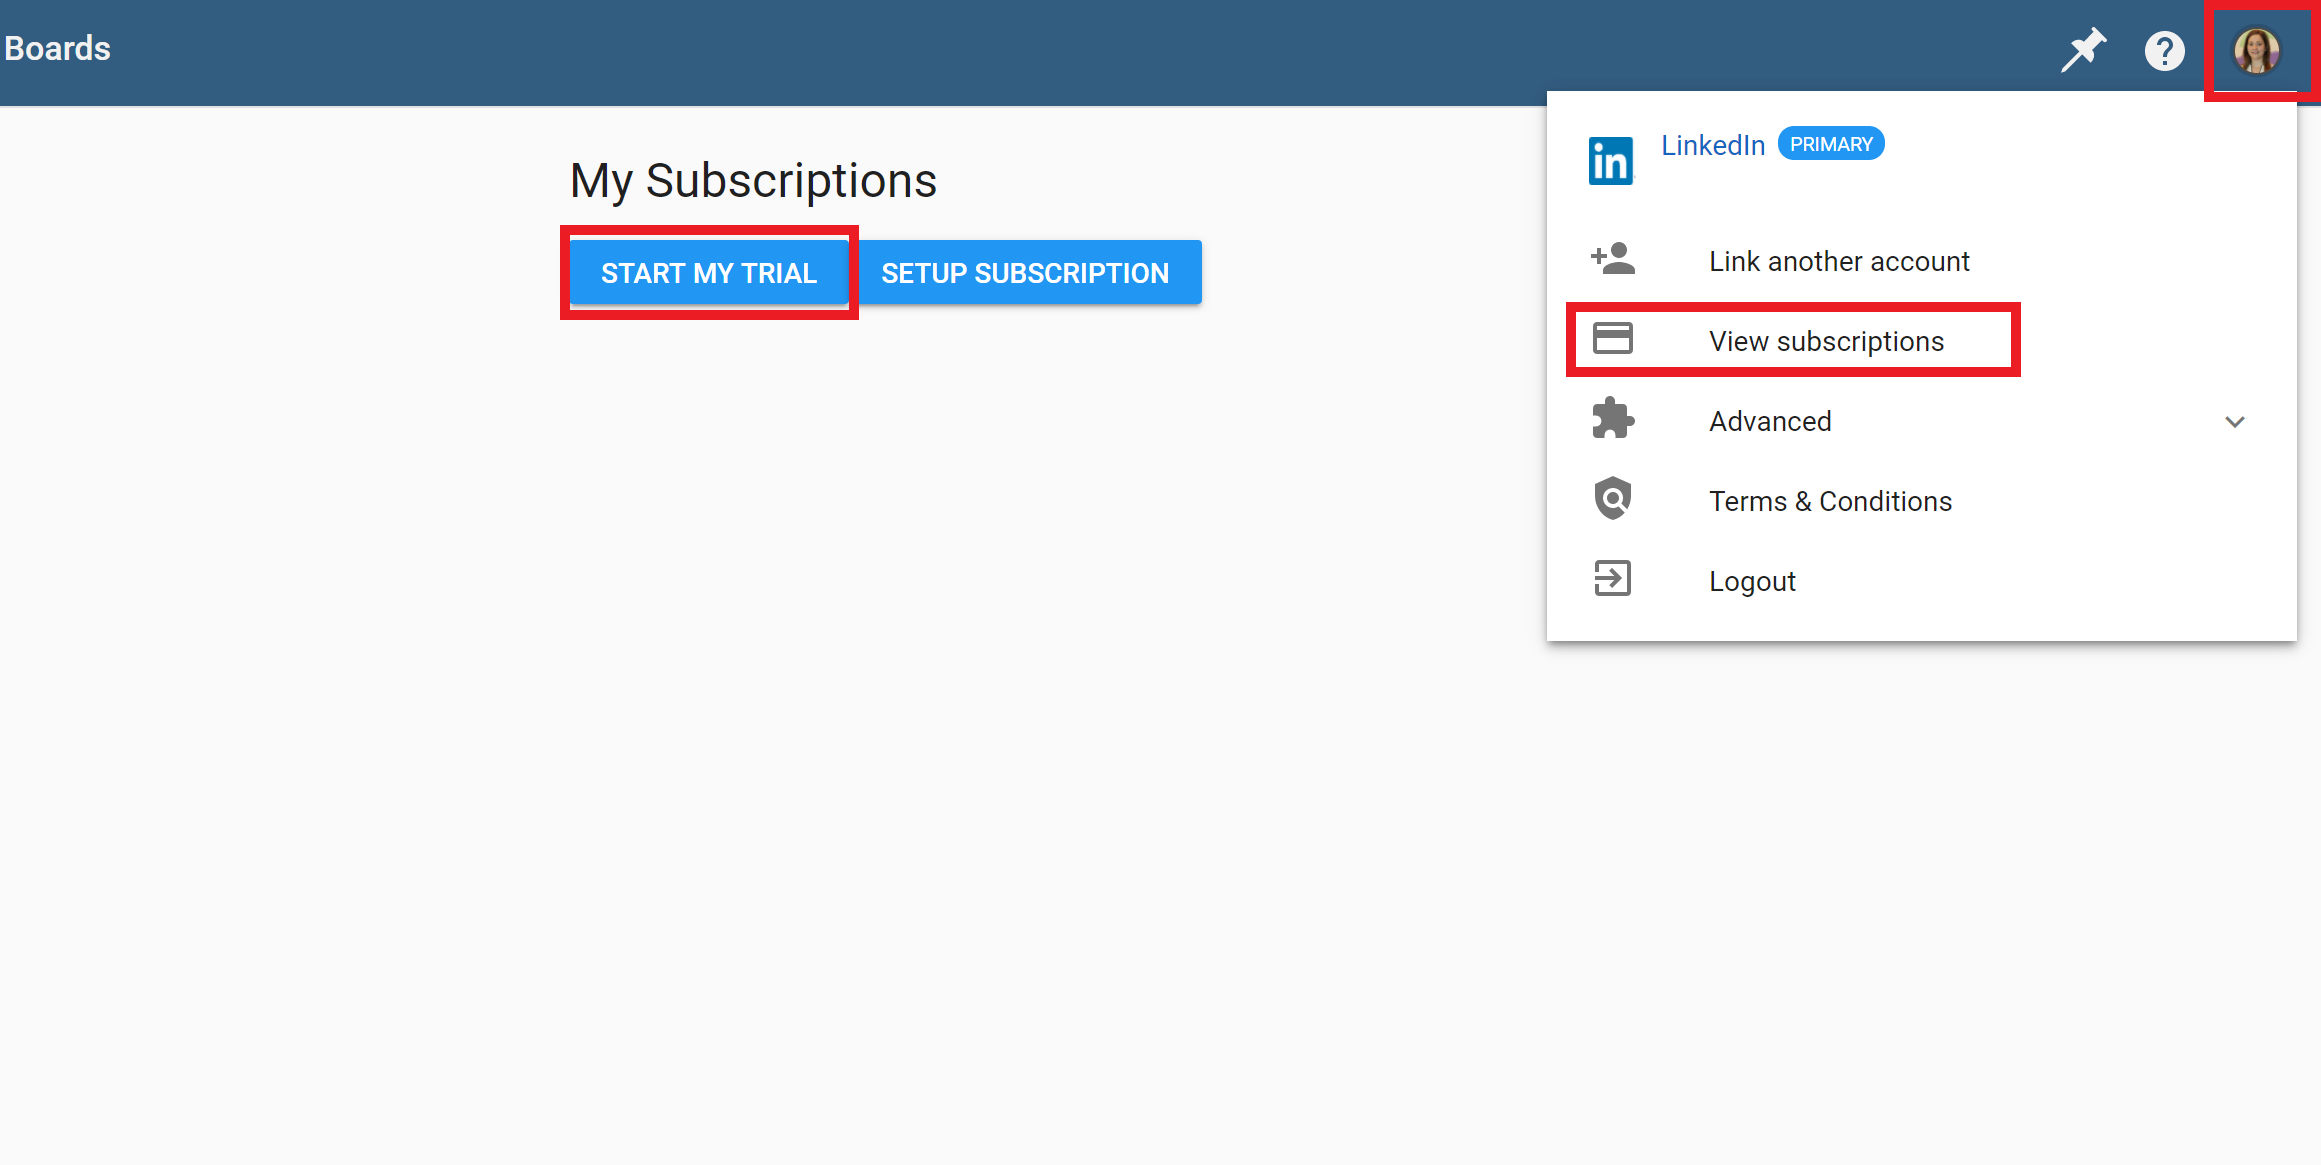 Boards
My Subscriptions
START MY TRIAL
SETUP SUBSCRIPTION
in
LinkedIn PRIMARY
Link another account
View subscriptions
Advanced
Terms & Conditions
Logout